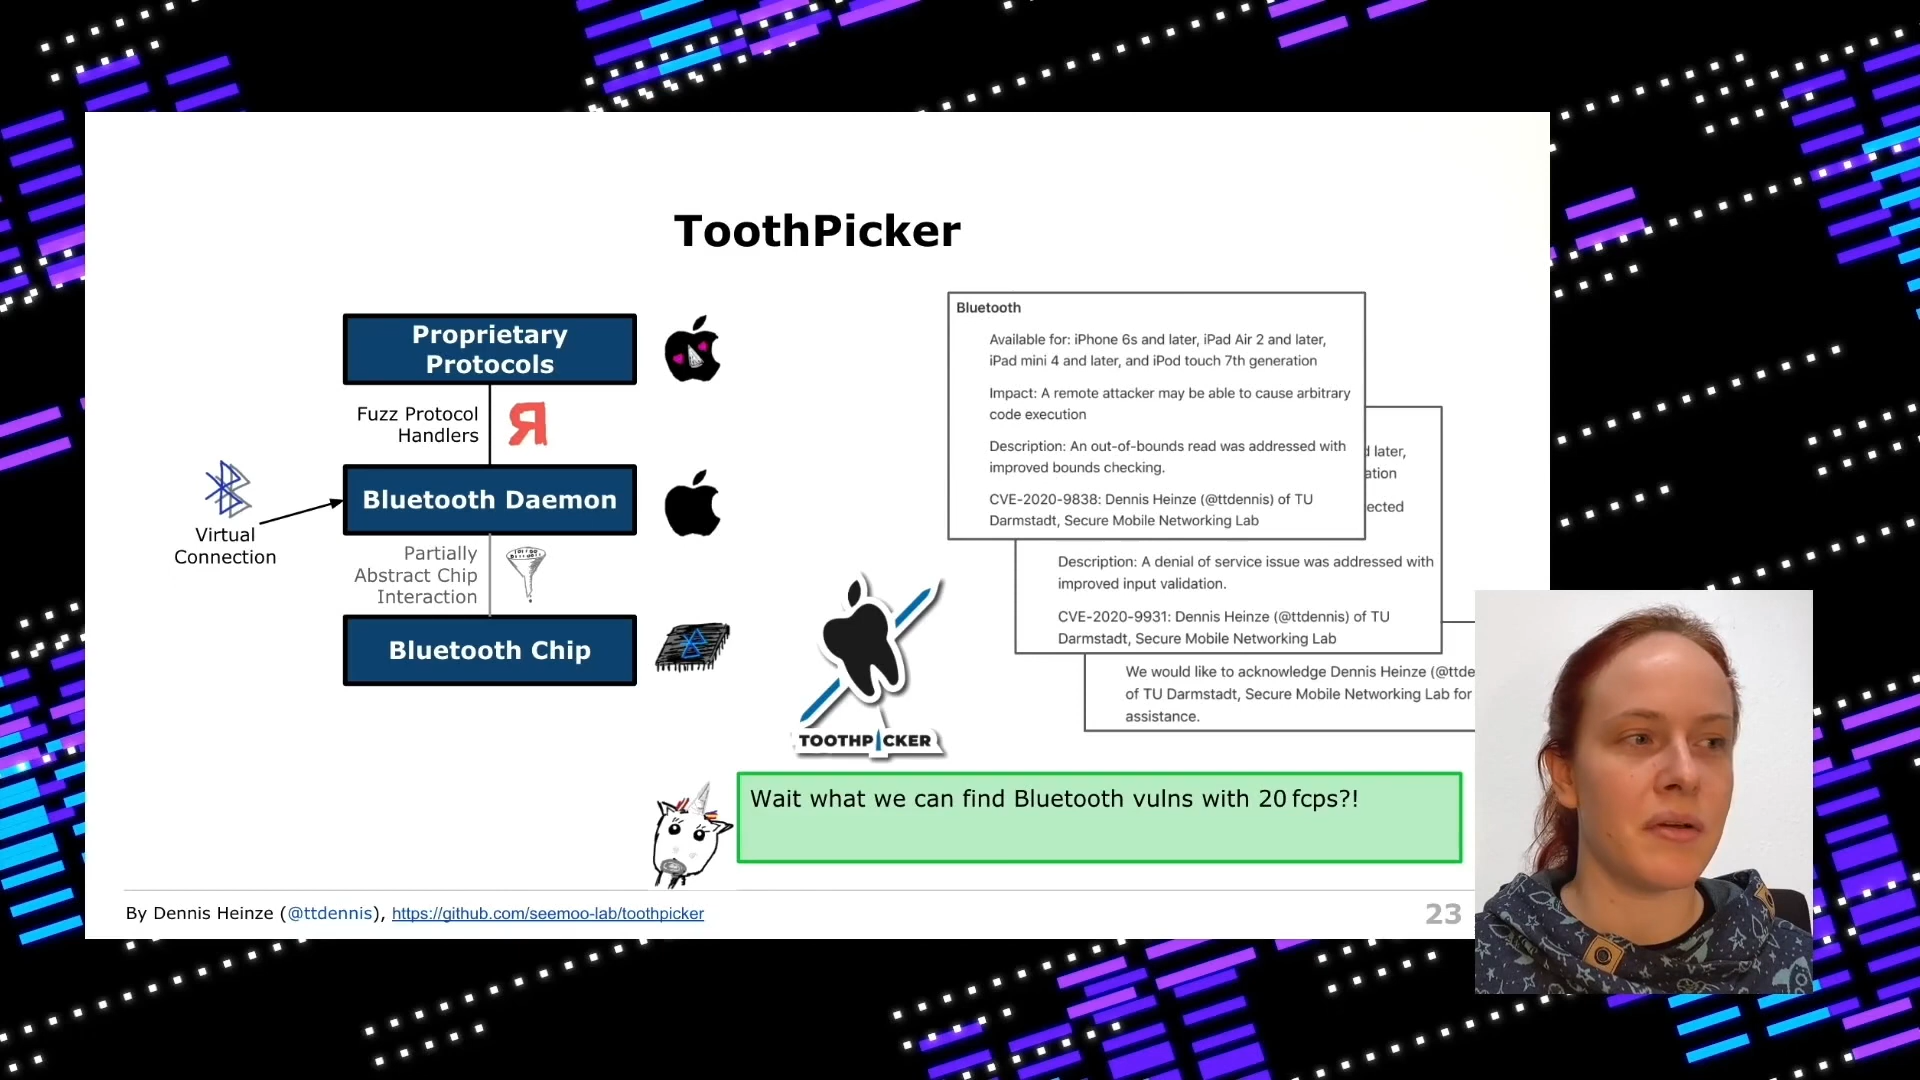 ToothPicker
Proprietary
Protocols
Fuzz Protocol
Handlers
Я
Bluetooth Daemon
Virtual
Connection
Partially
Abstract Chip
Interaction
Bluetooth Chip
TOOTHPICKER
Bluetooth
Available for: iPhone 6s and later, iPad Air 2 and later,
iPad mini 4 and later, and iPod touch 7th generation
Impact: A remote attacker may be able to cause arbitrary
code execution
Description: An out-of-bounds read was addressed with
improved bounds checking.
CVE-2020-9838: Dennis Heinze (@ttdennis) of TU
Darmstadt, Secure Mobile Networking Lab
d later,
ation
ected
Description: A denial of service issue was addressed with
improved input validation.
CVE-2020-9931: Dennis Heinze (@ttdennis) of TU
Darmstadt, Secure Mobile Networking Lab
We would like to acknowledge Dennis Heinze (@ttde
of TU Darmstadt, Secure Mobile Networking Lab for
assistance.
Wait what we can find Bluetooth vulns with 20 fcps?!
By Dennis Heinze (@ttdennis), https://github.com/seemoo-lab/toothpicker
23